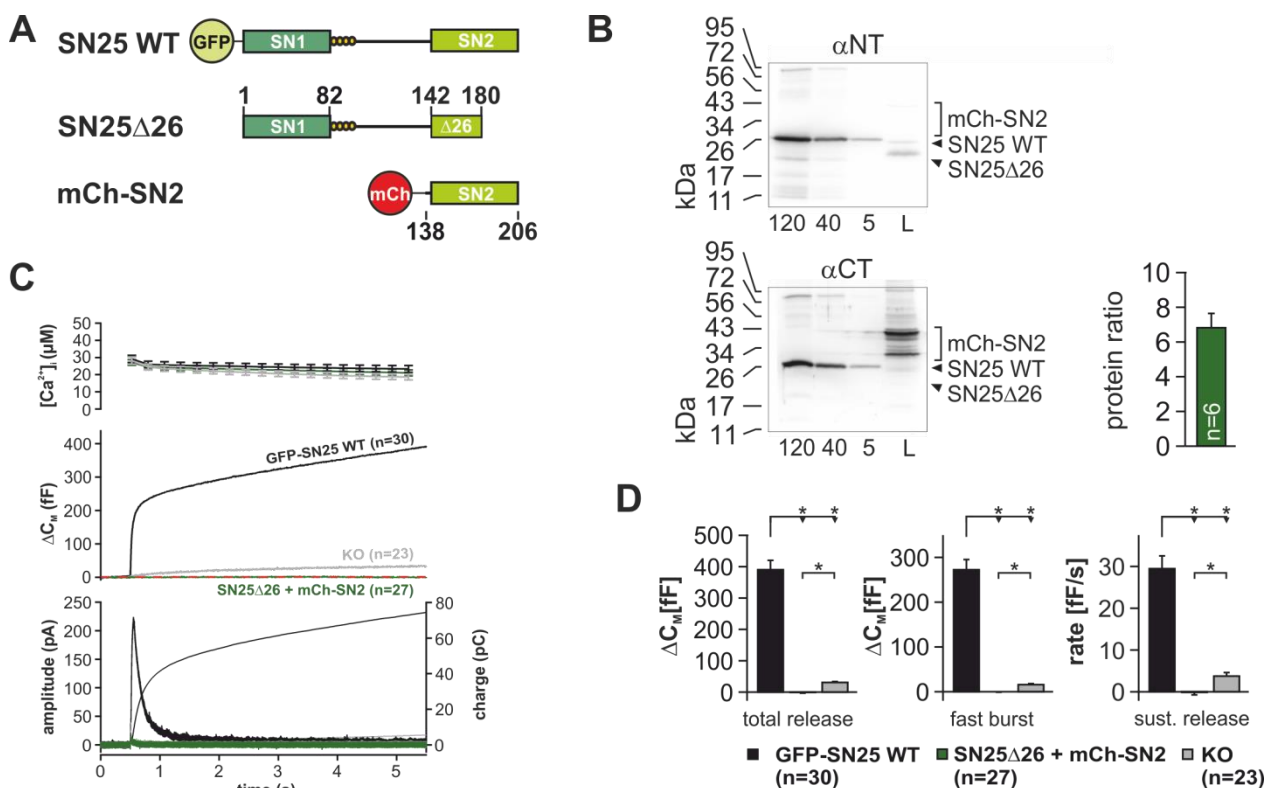 A
SN25 WT
GFP
SN1
SN2
1
82
142
180
SN25Δ26
SN1
Δ26
mCh-SN2
mCh
SN2
138
206
B
αNT
95
72
56
43
34
26
17
11
kDa
mCh-SN2
SN25 WT
SN25Δ26
120 40 5 L
αCT
95
72
56
43
34
26
17
11
kDa
mCh-SN2
SN25 WT
SN25Δ26
120 40 5 L
protein ratio
10
8
6
4
2
0
n=6
C
[Ca²⁺]ᵢ (µM)
50
40
30
20
10
0
ΔCM (fF)
400
300
200
100
0
GFP-SN25 WT (n=30)
KO (n=23)
SN25Δ26 + mCh-SN2 (n=27)
amplitude (pA)
250
200
150
100
50
0
80
60
40
20
0
charge (pC)
0 1 2 3 4 5
time (s)
D
ΔCM[fF]
500
400
300
200
100
0
* *
*
total release
ΔCM[fF]
300
200
100
0
* *
*
fast burst
rate [fF/s]
30
20
10
0
* *
*
sust. release
GFP-SN25 WT
(n=30)
SN25Δ26 + mCh-SN2
(n=27)
KO
(n=23)